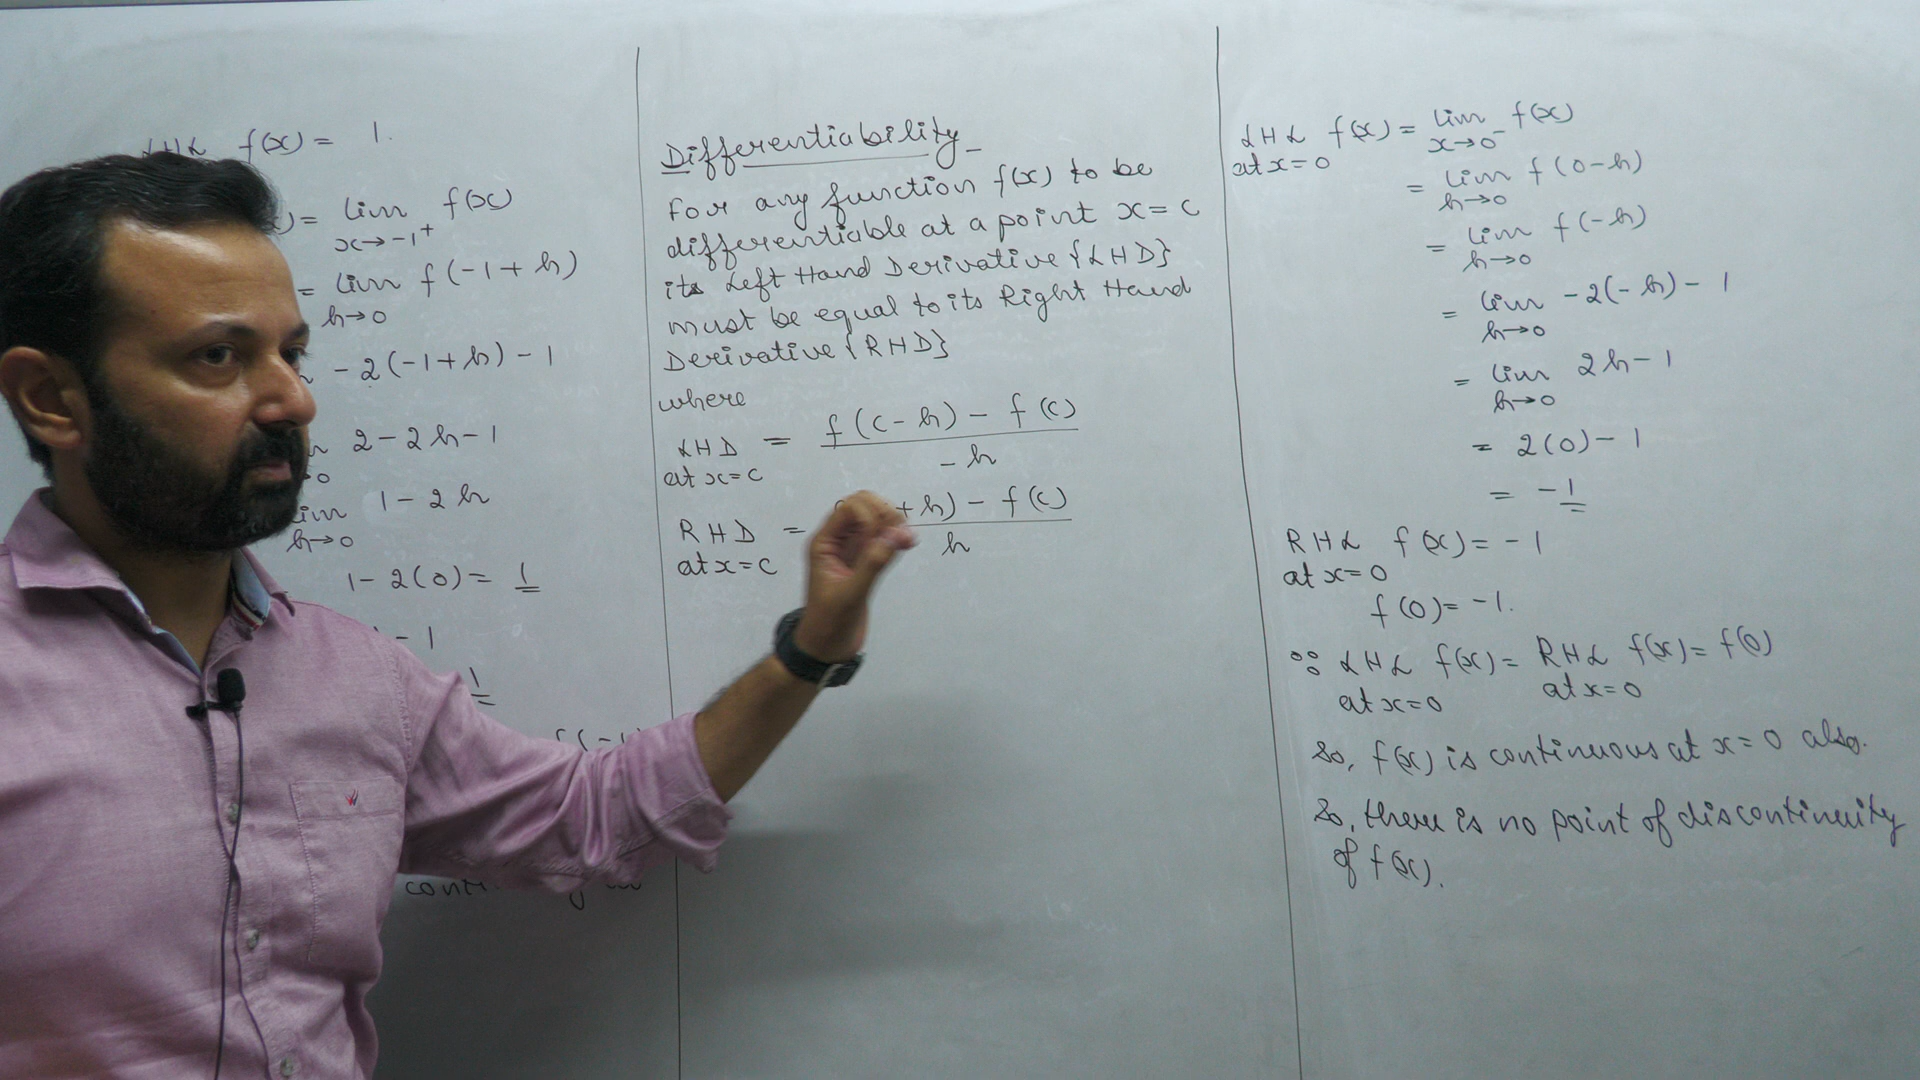 LHL f(x) = 1.
) = lim f(x)
x→-1⁺
= lim f(-1+h)
h→0
-2(-1+h)-1
2-2h-1
lim 1-2h
h→0
1-2(0) = 1
-1
1
f(-1)
Differentiability-
For any function f(x) to be
differentiable at a point x=c
its Left Hand Derivative {LHD}
must be equal to its Right Hand
Derivative {RHD}
where
LHD = f(c-h) - f(c)
at x=c -h
RHD = +h) - f(c)
at x=c h
LHL f(x) = lim f(x)
at x=0 x→0⁻
= lim f(0-h)
h→0
= lim f(-h)
h→0
= lim -2(-h)-1
h→0
= lim 2h-1
h→0
= 2(0)-1
= -1
RHL f(x) = -1
at x=0
f(0) = -1.
∵ LHL f(x) = RHL f(x) = f(0)
at x=0 at x=0
So, f(x) is continuous at x=0 also.
So, there is no point of discontinuity
of f(x).